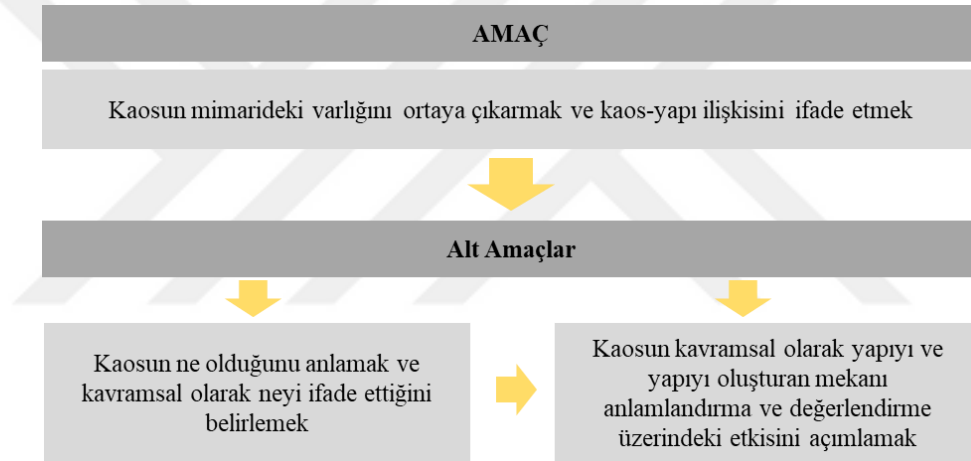 AMAÇ
Kaosun mimarideki varlığını ortaya çıkarmak ve kaos-yapı ilişkisini ifade etmek
Alt Amaçlar
Kaosun ne olduğunu anlamak ve
kavramsal olarak neyi ifade ettiğini
belirlemek
Kaosun kavramsal olarak yapıyı ve
yapıyı oluşturan mekanı
anlamlandırma ve değerlendirme
üzerindeki etkisini açımlamak